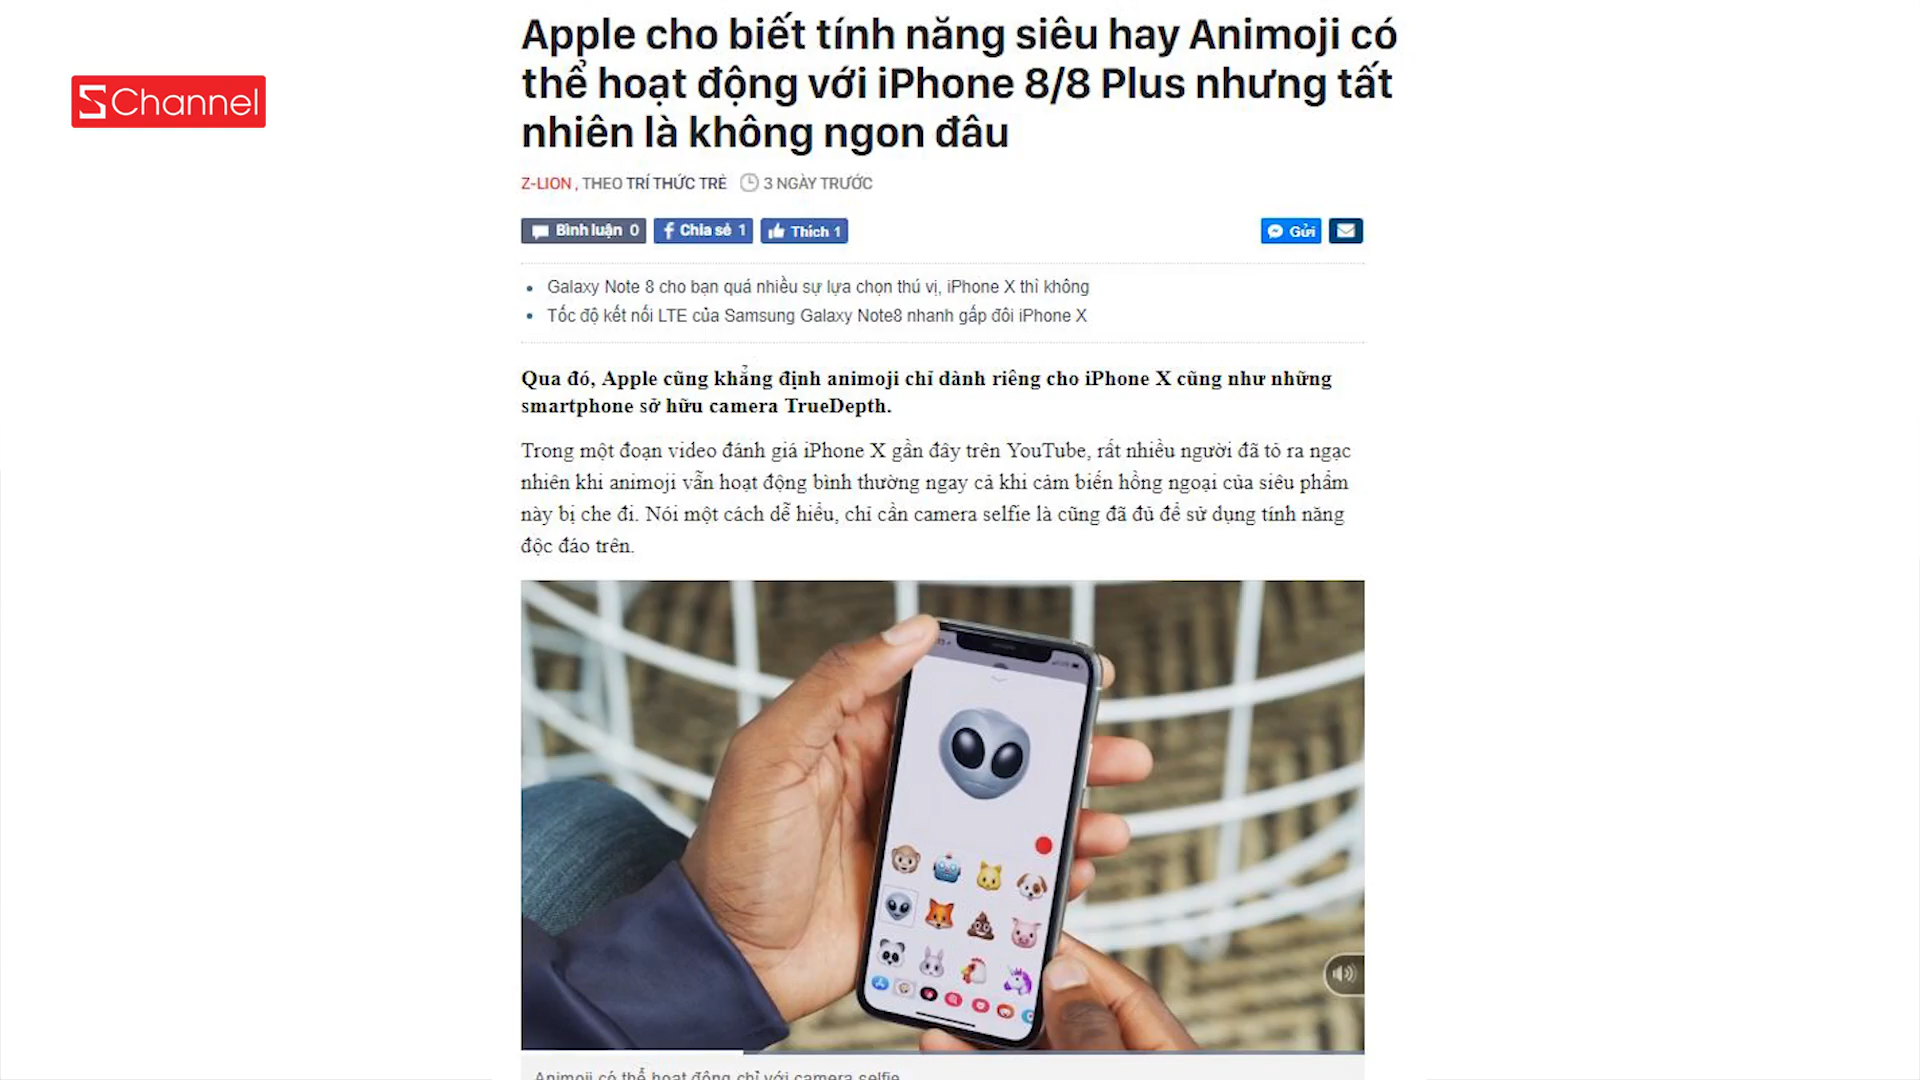 Apple cho biết tính năng siêu hay Animoji có
thể hoạt động với iPhone 8/8 Plus nhưng tất
nhiên là không ngon đâu
S Channel
Z-LION , THEO TRÍ THỨC TRẺ 3 NGÀY TRƯỚC
Bình luận 0 Chia sẻ 1 Thích 1 Gửi
Galaxy Note 8 cho bạn quá nhiều sự lựa chọn thú vị, iPhone X thì không
Tốc độ kết nối LTE của Samsung Galaxy Note8 nhanh gấp đôi iPhone X
Qua đó, Apple cũng khẳng định animoji chỉ dành riêng cho iPhone X cũng như những
smartphone sở hữu camera TrueDepth.
Trong một đoạn video đánh giá iPhone X gần đây trên YouTube, rất nhiều người đã tỏ ra ngạc
nhiên khi animoji vẫn hoạt động bình thường ngay cả khi cảm biến hồng ngoại của siêu phẩm
này bị che đi. Nói một cách dễ hiểu, chỉ cần camera selfie là cũng đã đủ để sử dụng tính năng
độc đáo trên.
Animoji có thể hoạt động chỉ với camera selfie